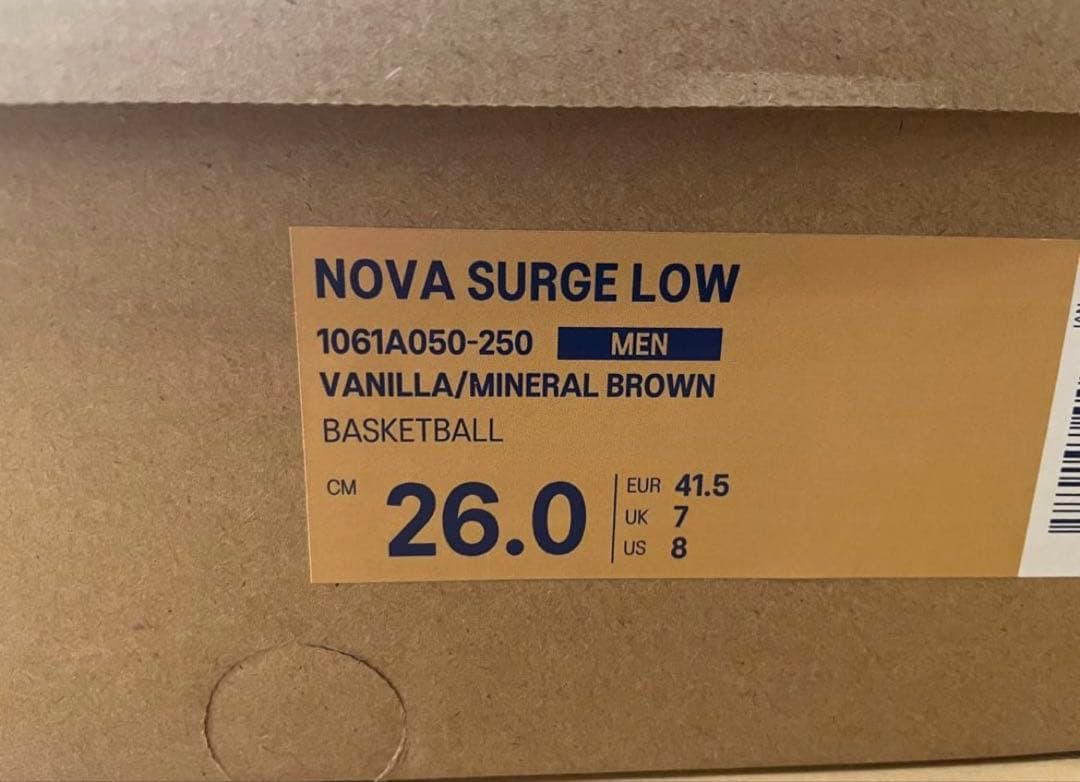 NOVA SURGE LOW
1061A050-250 MEN
VANILLA/MINERAL BROWN
BASKETBALL
CM 26.0
EUR 41.5
UK 7
US 8